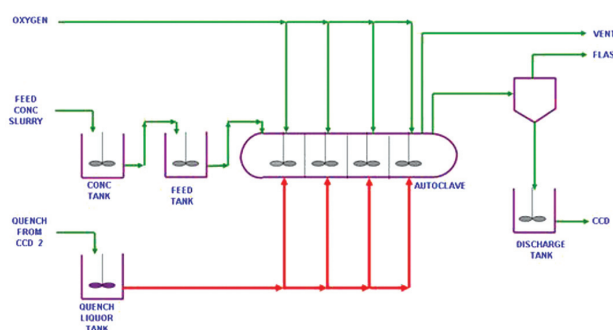 OXYGEN
VENT
FLAS
FEED
CONC
SLURRY
CONC
TANK
FEED
TANK
AUTOCLAVE
QUENCH
FROM
CCD 2
CCD
DISCHARGE
TANK
QUENCH
LIQUOR
TANK